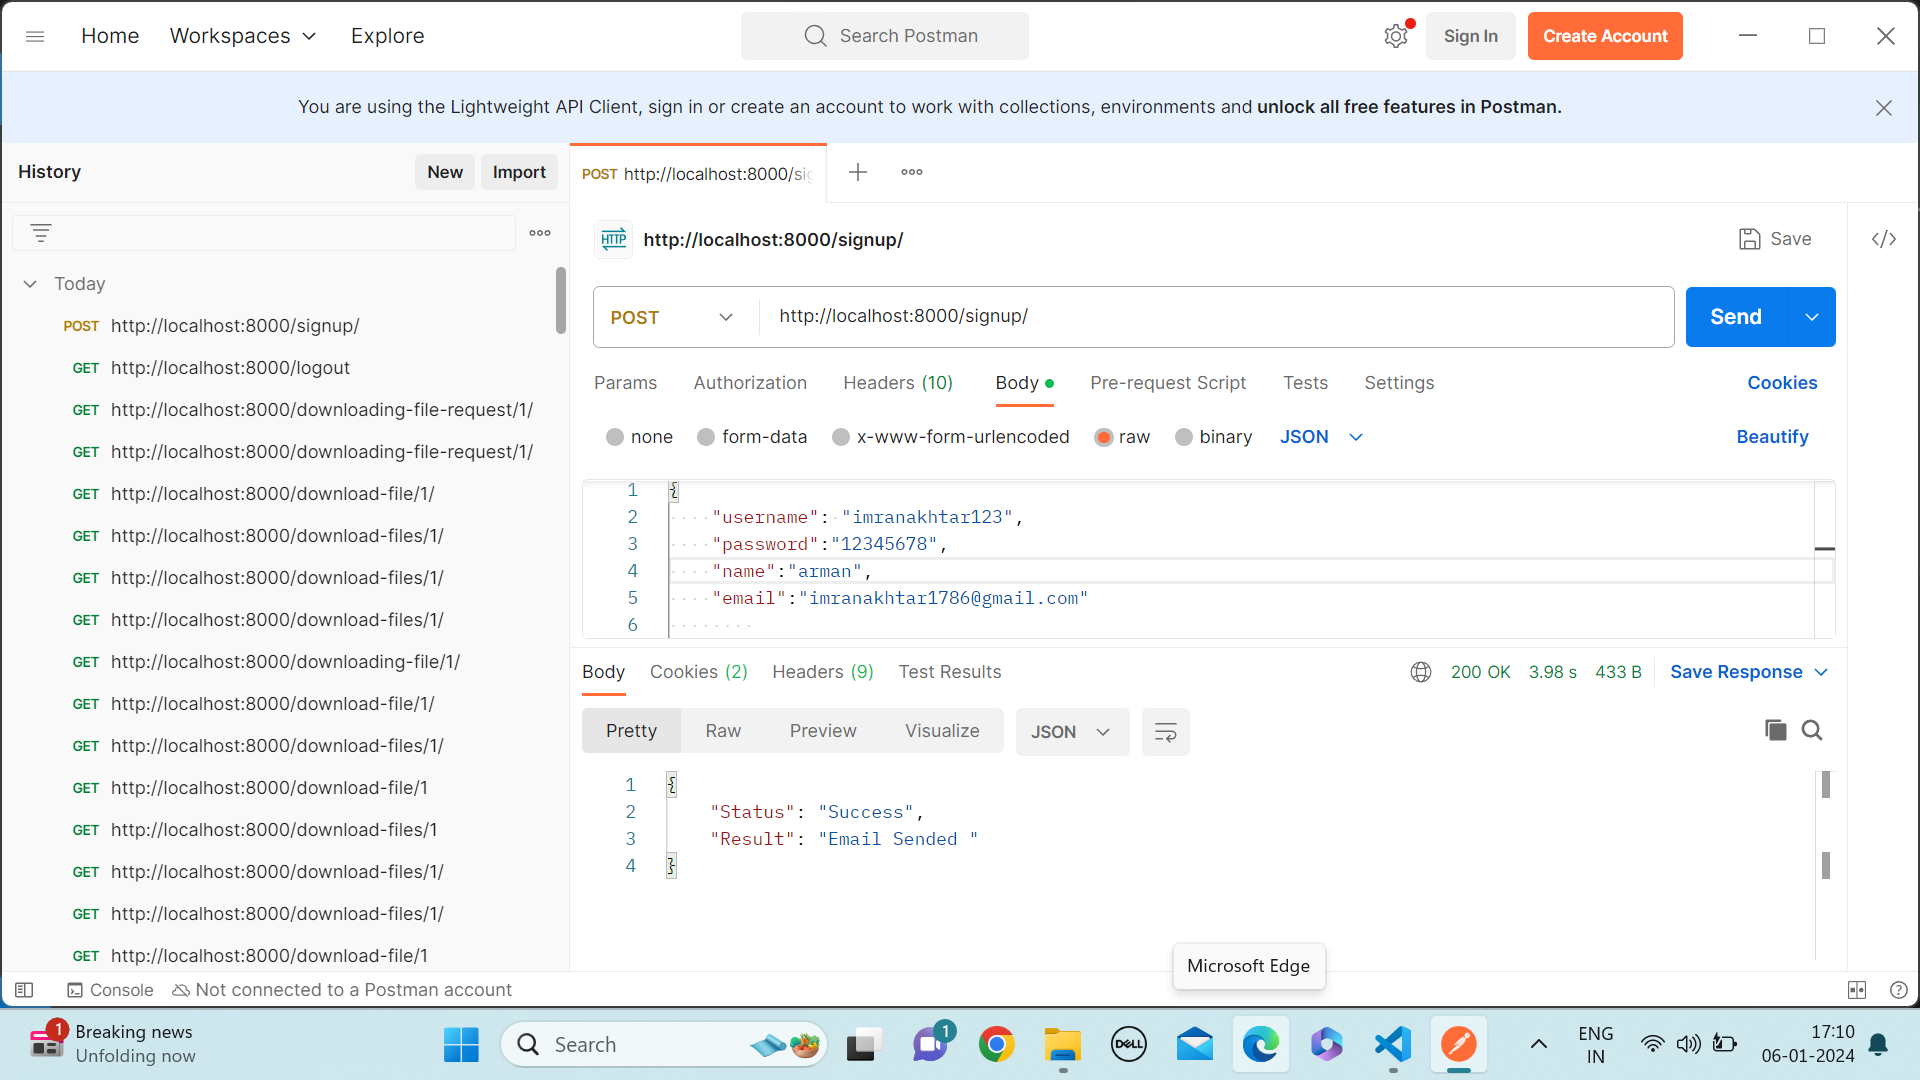 Home Workspaces Explore Search Postman Sign In Create Account
You are using the Lightweight API Client, sign in or create an account to work with collections, environments and unlock all free features in Postman.
History New Import
POST http://localhost:8000/sig
HTTP http://localhost:8000/signup/ Save </>
Today
POST http://localhost:8000/signup/
GET http://localhost:8000/logout
GET http://localhost:8000/downloading-file-request/1/
GET http://localhost:8000/downloading-file-request/1/
GET http://localhost:8000/download-file/1/
GET http://localhost:8000/download-files/1/
GET http://localhost:8000/download-files/1/
GET http://localhost:8000/download-files/1/
GET http://localhost:8000/downloading-file/1/
GET http://localhost:8000/download-file/1/
GET http://localhost:8000/download-files/1/
GET http://localhost:8000/download-file/1
GET http://localhost:8000/download-files/1
GET http://localhost:8000/download-files/1/
GET http://localhost:8000/download-files/1/
GET http://localhost:8000/download-file/1
POST http://localhost:8000/signup/ Send
Params Authorization Headers (10) Body Pre-request Script Tests Settings Cookies
none form-data x-www-form-urlencoded raw binary JSON Beautify
1 {
2 "username": "imranakhtar123",
3 "password":"12345678",
4 "name":"arman",
5 "email":"imranakhtar1786@gmail.com"
6
Body Cookies (2) Headers (9) Test Results 200 OK 3.98 s 433 B Save Response
Pretty Raw Preview Visualize JSON
1 {
2 "Status": "Success",
3 "Result": "Email Sended "
4 }
Microsoft Edge
Console Not connected to a Postman account
1 Breaking news
Unfolding now
Search
1
DELL
ENG
IN
17:10
06-01-2024